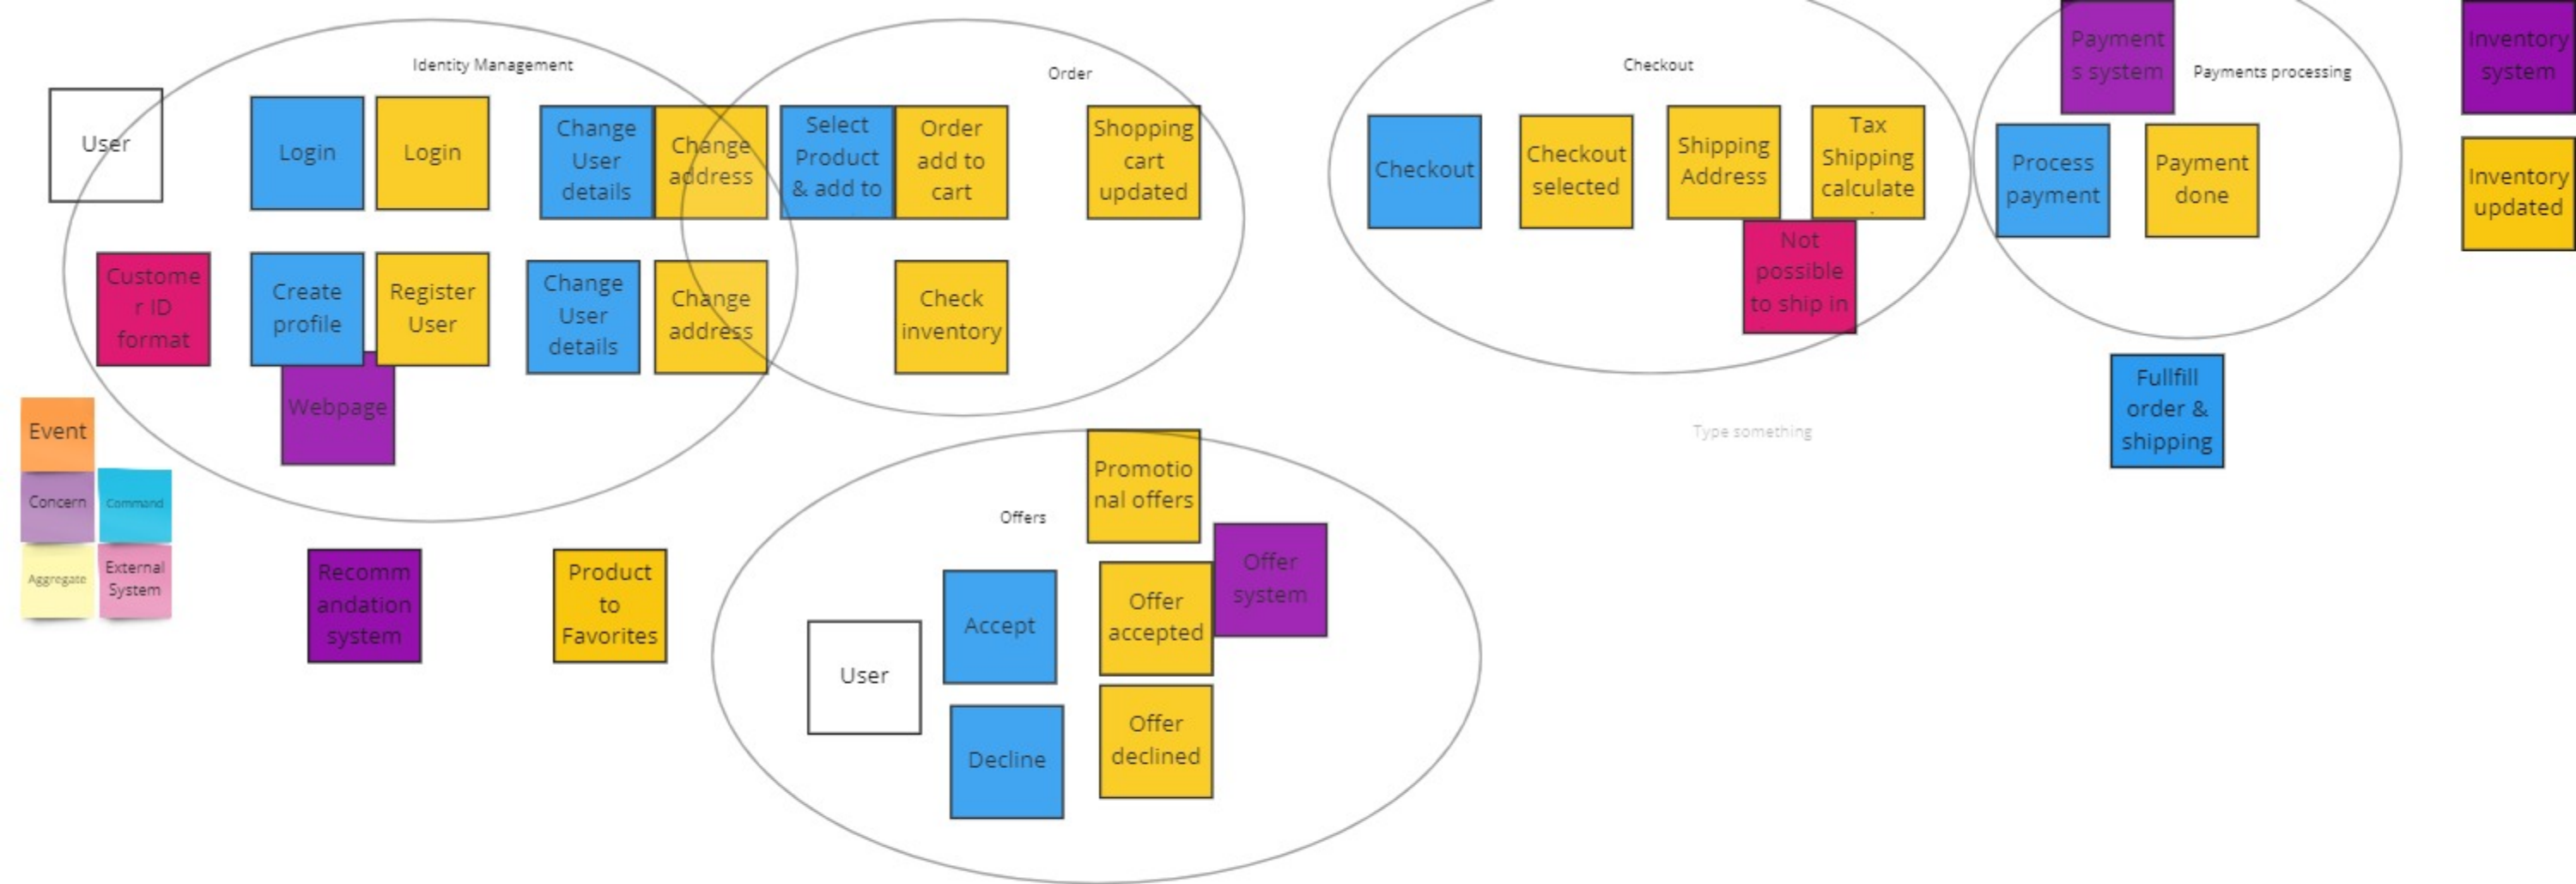 Identity Management
User
Login
Login
Change
User
details
Change
address
Custome
r ID
format
Create
profile
Register
User
Webpage
Change
User
details
Change
address
Order
Select
Product
& add to
Order
add to
cart
Shopping
cart
updated
Check
inventory
Checkout
Checkout
Checkout
selected
Shipping
Address
Tax
Shipping
calculate
Not
possible
to ship in
Payment
s system
Payments processing
Process
payment
Payment
done
Inventory
system
Inventory
updated
Fullfill
order &
shipping
Type something
Event
Concern
Command
Aggregate
External
System
Recomm
andation
system
Product
to
Favorites
Offers
Promotio
nal offers
Offer
system
User
Accept
Offer
accepted
Decline
Offer
declined